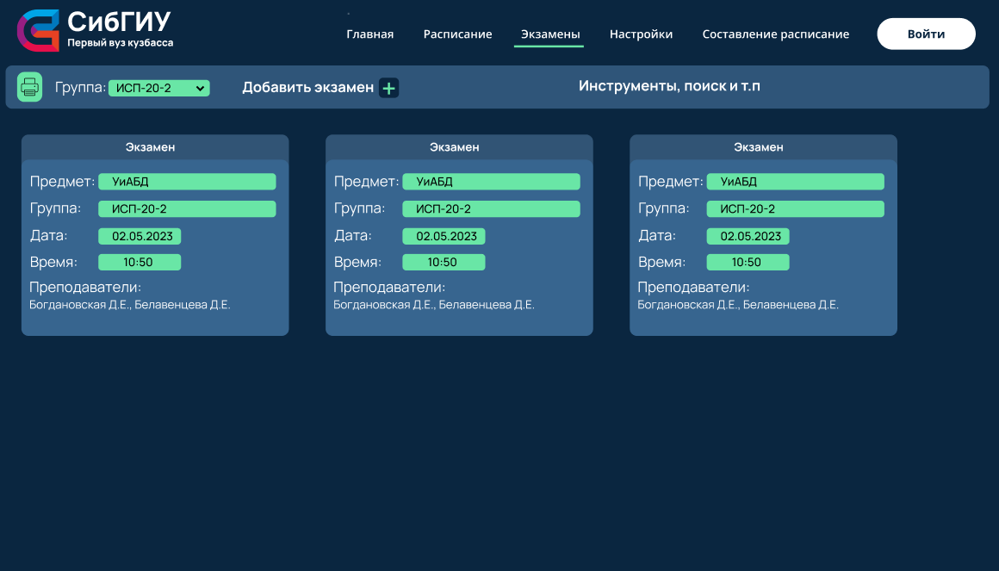 СибГИУ
Первый вуз кузбасса
Главная Расписание Экзамены Настройки Составление расписание Войти
Группа: ИСП-20-2 Добавить экзамен + Инструменты, поиск и т.п
Экзамен Экзамен Экзамен
Предмет: УиАБД Предмет: УиАБД Предмет: УиАБД
Группа: ИСП-20-2 Группа: ИСП-20-2 Группа: ИСП-20-2
Дата: 02.05.2023 Дата: 02.05.2023 Дата: 02.05.2023
Время: 10:50 Время: 10:50 Время: 10:50
Преподаватели: Преподаватели: Преподаватели:
Богдановская Д.Е., Белавенцева Д.Е. Богдановская Д.Е., Белавенцева Д.Е. Богдановская Д.Е., Белавенцева Д.Е.